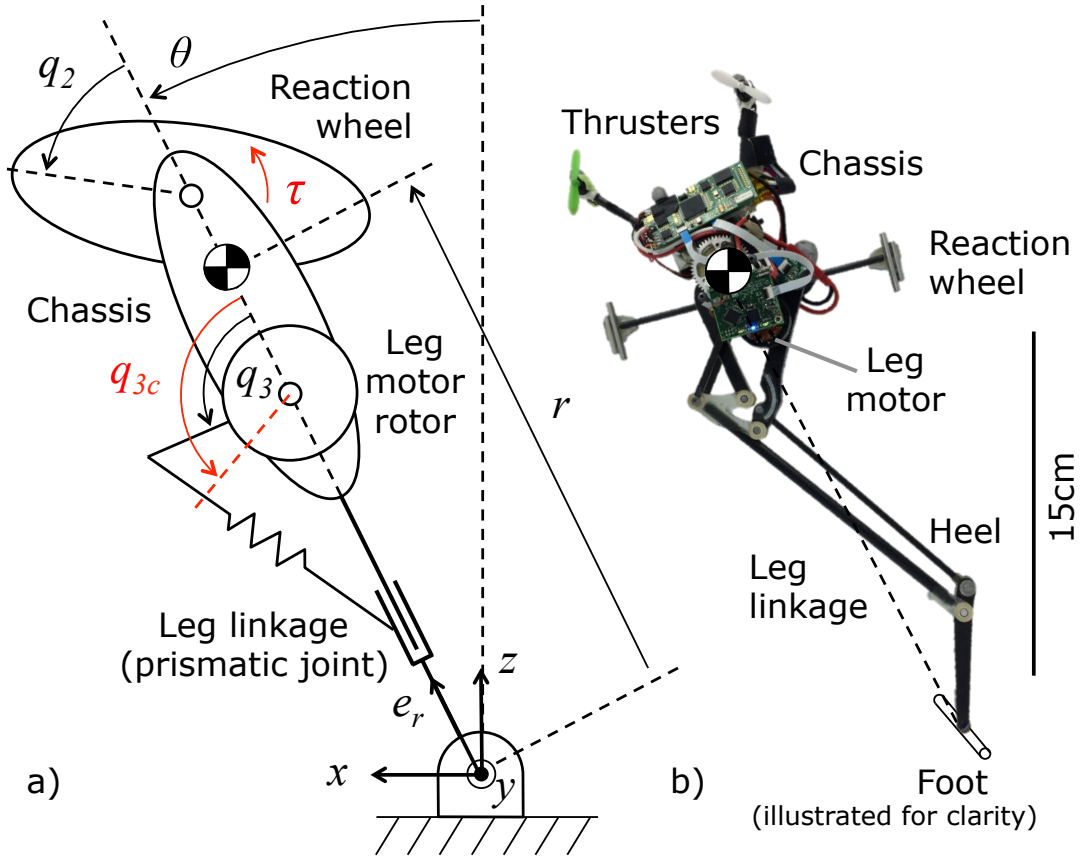 q2
θ
Reaction
wheel
τ
Chassis
q3c
q3
Leg
motor
rotor
r
Leg linkage
(prismatic joint)
er
z
x
y
a)
Thrusters
Chassis
Reaction
wheel
Leg
motor
15cm
Heel
Leg
linkage
Foot
(illustrated for clarity)
b)